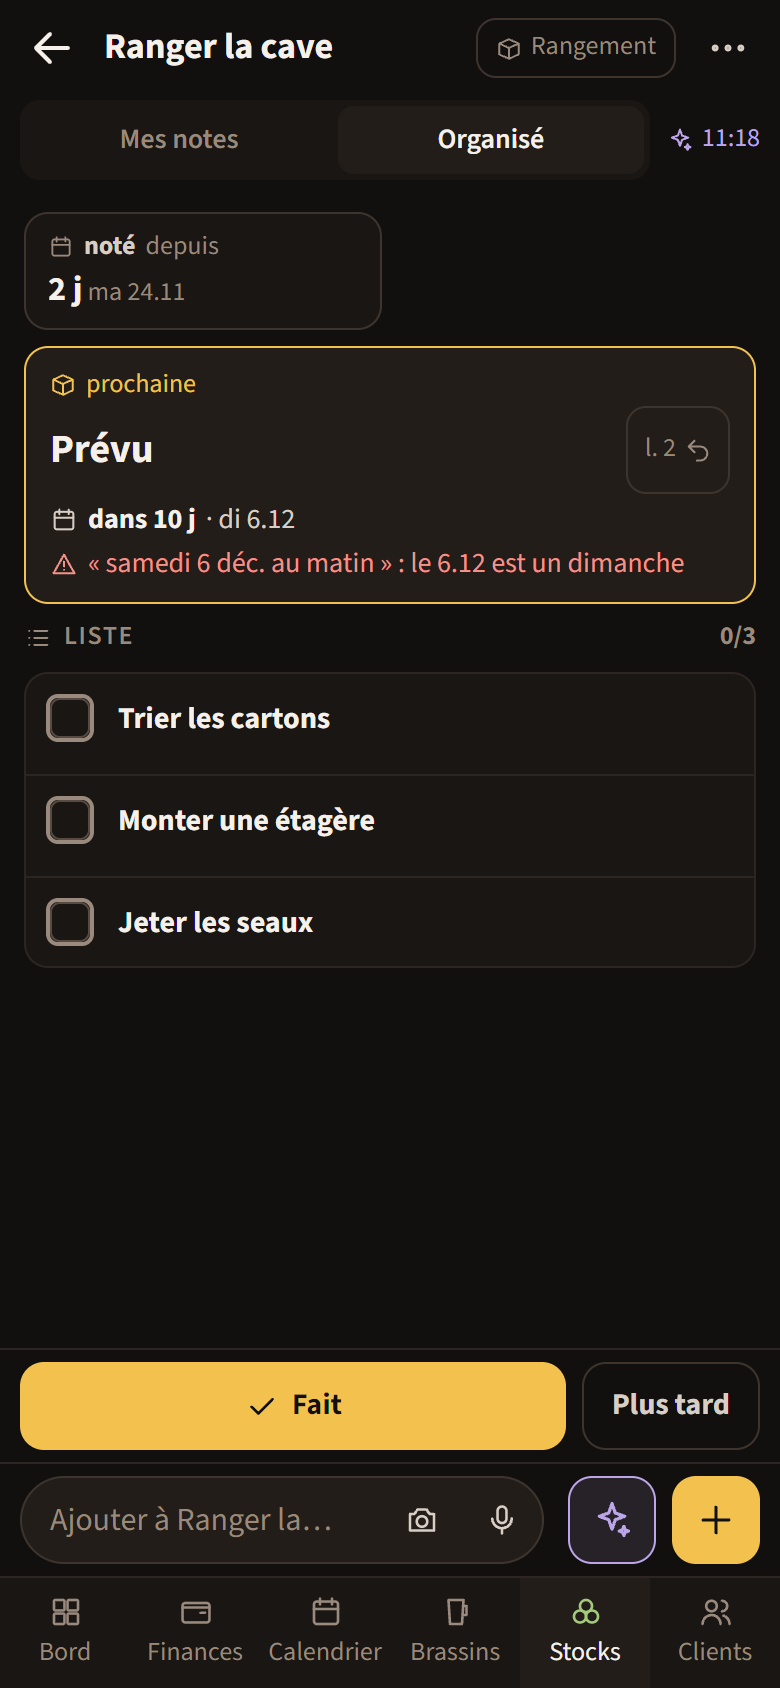 Ranger la cave
Rangement
Mes notes
Organisé
11:18
noté depuis
2 j ma 24.11
prochaine
Prévu
l. 2
dans 10 j · di 6.12
« samedi 6 déc. au matin » : le 6.12 est un dimanche
LISTE
0/3
Trier les cartons
Monter une étagère
Jeter les seaux
Fait
Plus tard
Ajouter à Ranger la…
Bord
Finances
Calendrier
Brassins
Stocks
Clients